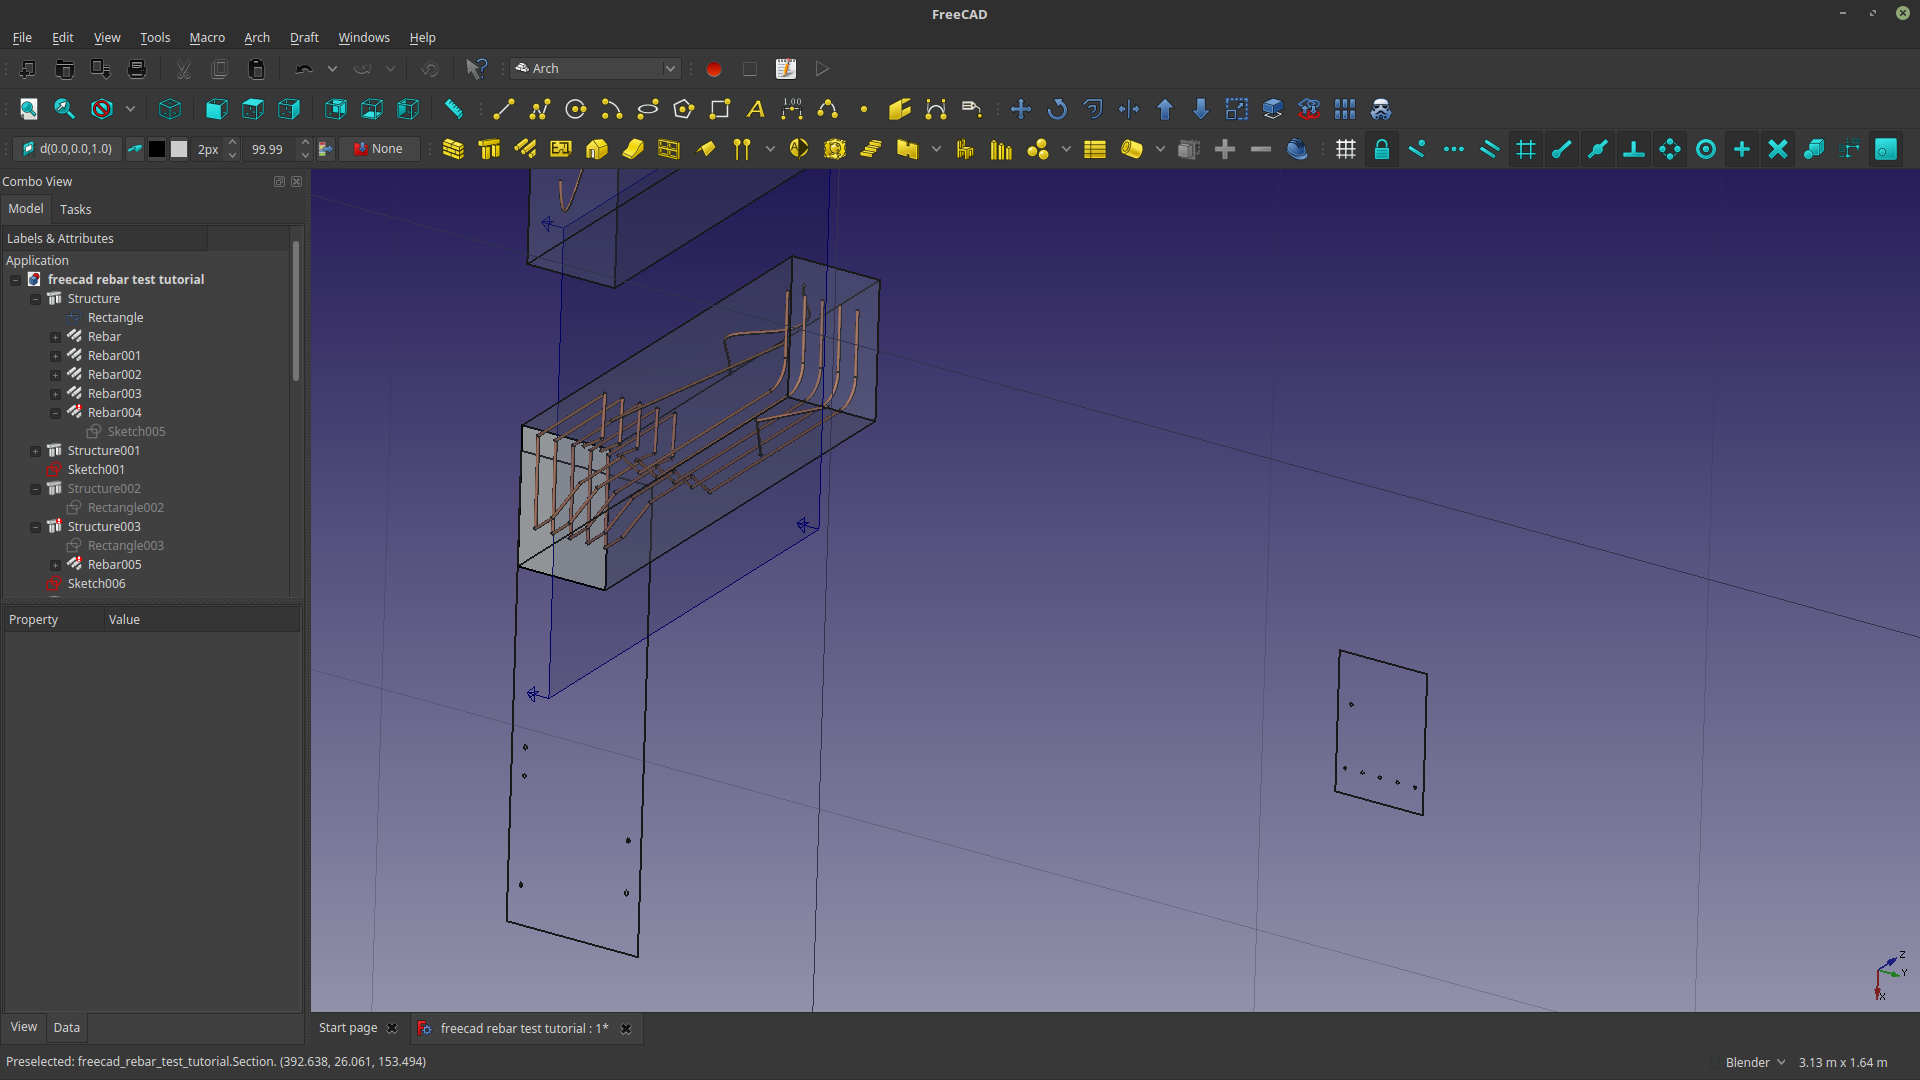 FreeCAD
File Edit View Tools Macro Arch Draft Windows Help
Arch
A 1.00
d(0.0,0.0,1.0) 2px 99.99 None
Combo View
Model Tasks
Labels & Attributes
Application
freecad rebar test tutorial
Structure
Rectangle
Rebar
Rebar001
Rebar002
Rebar003
Rebar004
Sketch005
Structure001
Sketch001
Structure002
Rectangle002
Structure003
Rectangle003
Rebar005
Sketch006
Property Value
Z
Y
X
View Data
Start page freecad rebar test tutorial : 1*
Preselected: freecad_rebar_test_tutorial.Section. (392.638, 26.061, 153.494)
Blender 3.13 m x 1.64 m